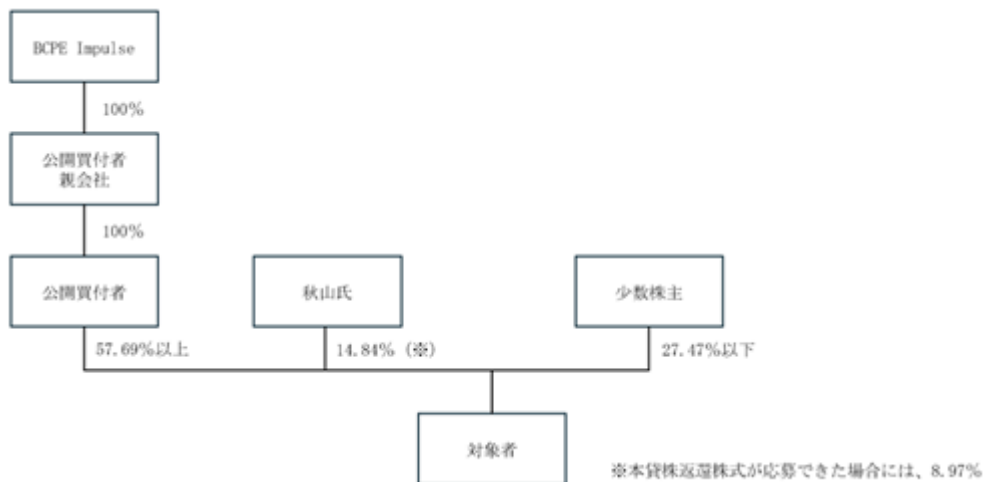 BCPE Impulse
100%
公開買付者
親会社
100%
公開買付者
秋山氏
少数株主
57.69%以上
14.84%（※）
27.47%以下
対象者
※本貸株返還株式が応募できた場合には、8.97%